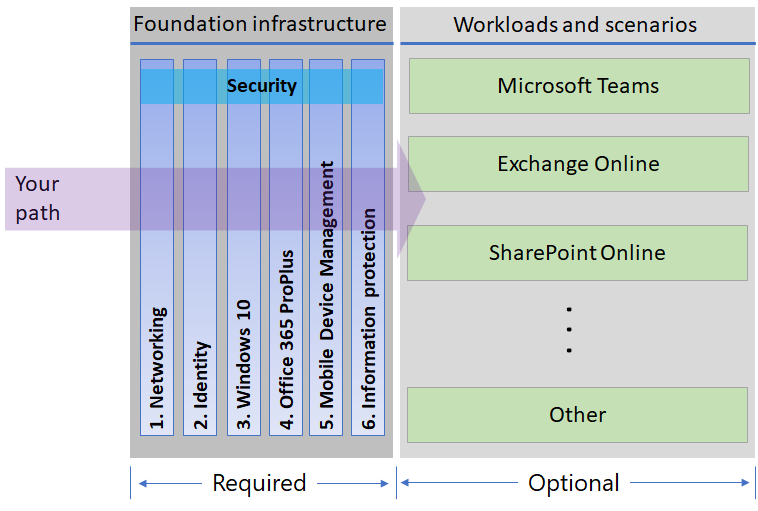 Foundation infrastructure
Workloads and scenarios
Security
Your
path
1. Networking
2. Identity
3. Windows 10
4. Office 365 ProPlus
5. Mobile Device Management
6. Information protection
Microsoft Teams
Exchange Online
SharePoint Online
Other
Required
Optional